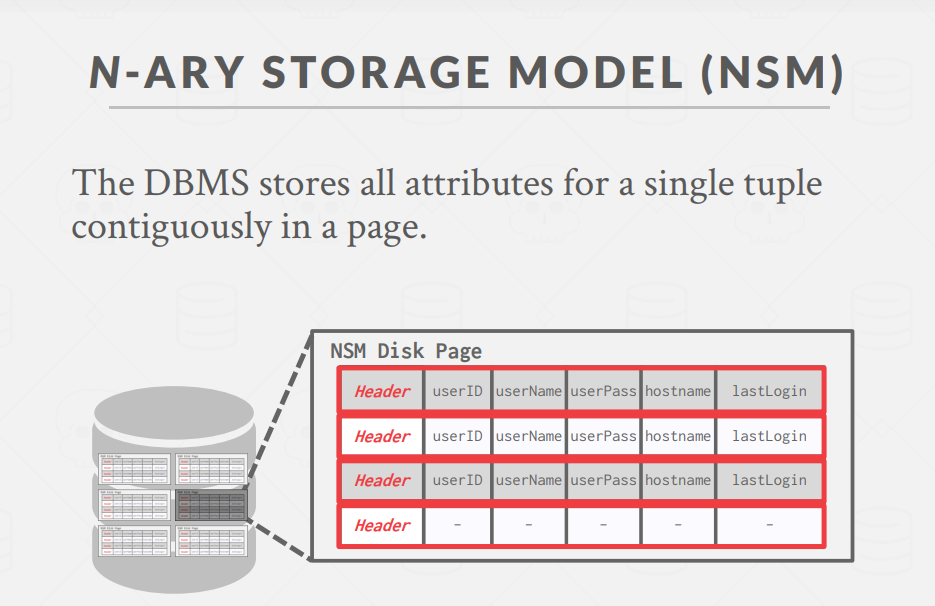 N-ARY STORAGE MODEL (NSM)
The DBMS stores all attributes for a single tuple
contiguously in a page.
NSM Disk Page
Header userID userName userPass hostname lastLogin
Header userID userName userPass hostname lastLogin
Header userID userName userPass hostname lastLogin
Header - - - - -